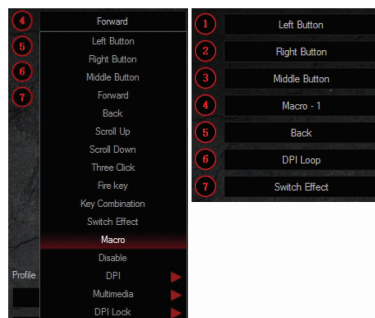 4 Forward
5 Left Button
Right Button
6 Middle Button
7 Forward
Back
Scroll Up
Scroll Down
Three Click
Fire key
Key Combination
Switch Effect
Macro
Disable
Profile DPI
Multimedia
DPI Lock
1 Left Button
2 Right Button
3 Middle Button
4 Macro - 1
5 Back
6 DPI Loop
7 Switch Effect